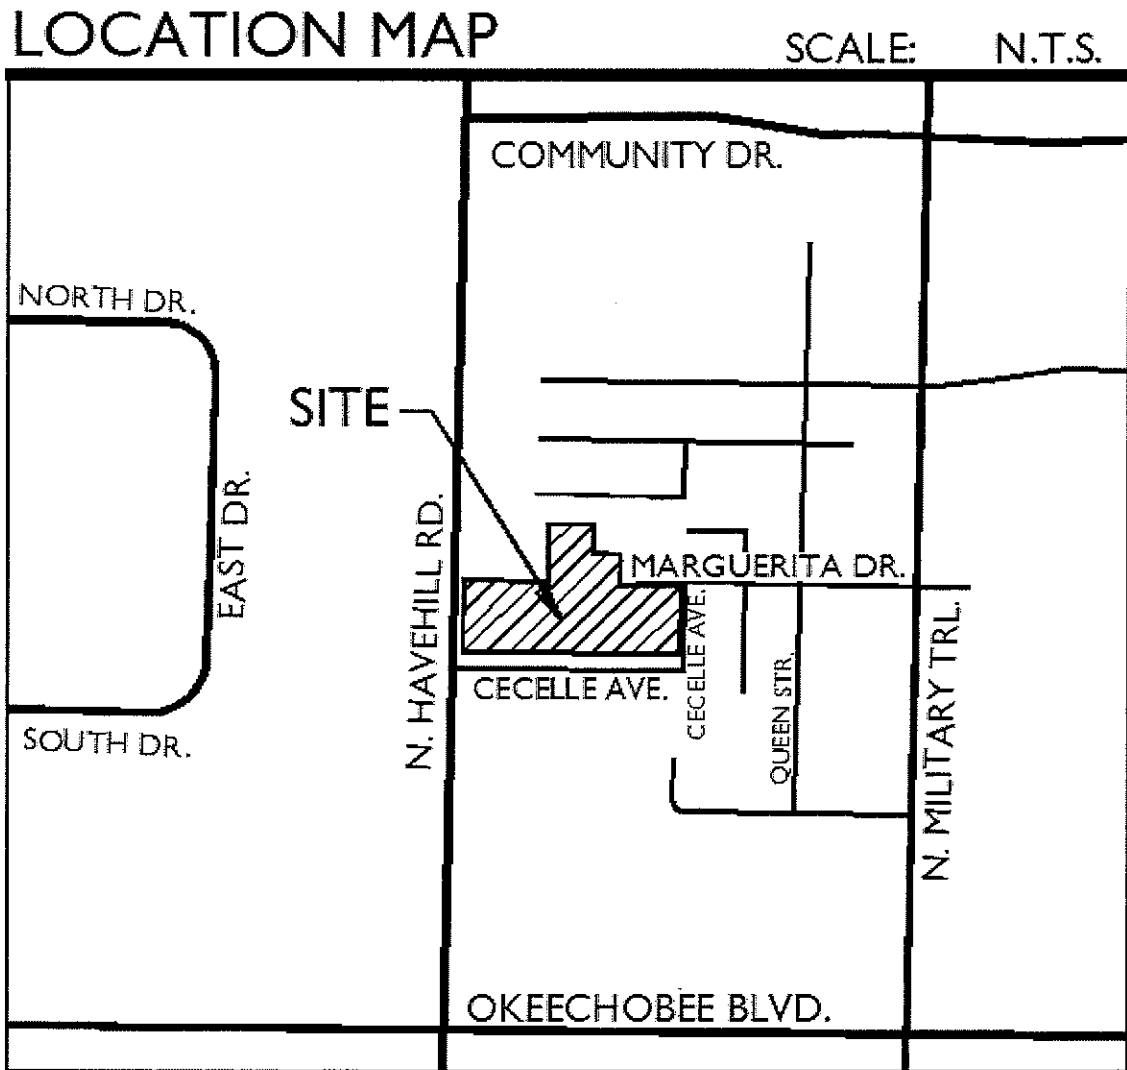 LOCATION MAP
SCALE: N.T.S.
COMMUNITY DR.
NORTH DR.
SITE
EAST DR.
N. HAVEHILL RD.
MARGUERITA DR.
CECELLE AVE.
CECELLE AVE.
QUEEN STR.
N. MILITARY TRL.
SOUTH DR.
OKEECHOBEE BLVD.